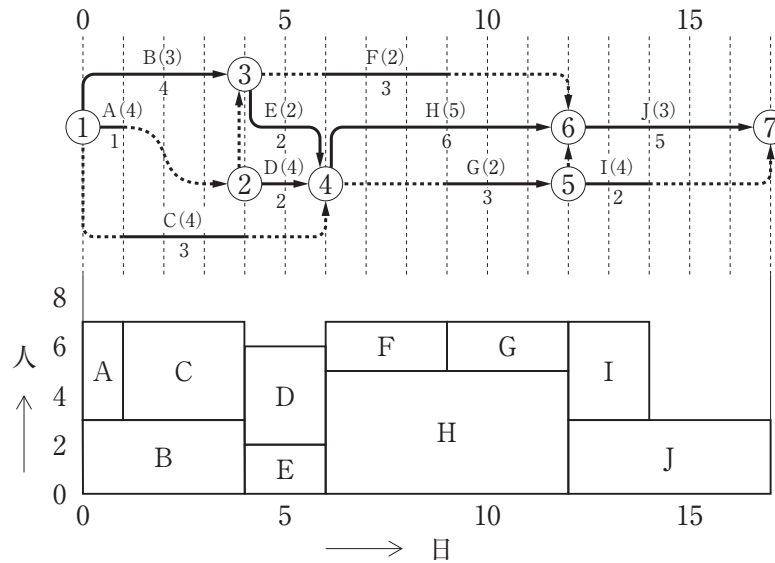 0 5 10 15
B(3) F(2)
4 3
3
A(4) E(2) H(5) J(3)
1 1 2 6 6 5 7
D(4) G(2) I(4)
2 2 4 3 5 2
C(4)
3
8
人 6 A C F G I
4 D
2 B E H J
0
0 5 10 15
日